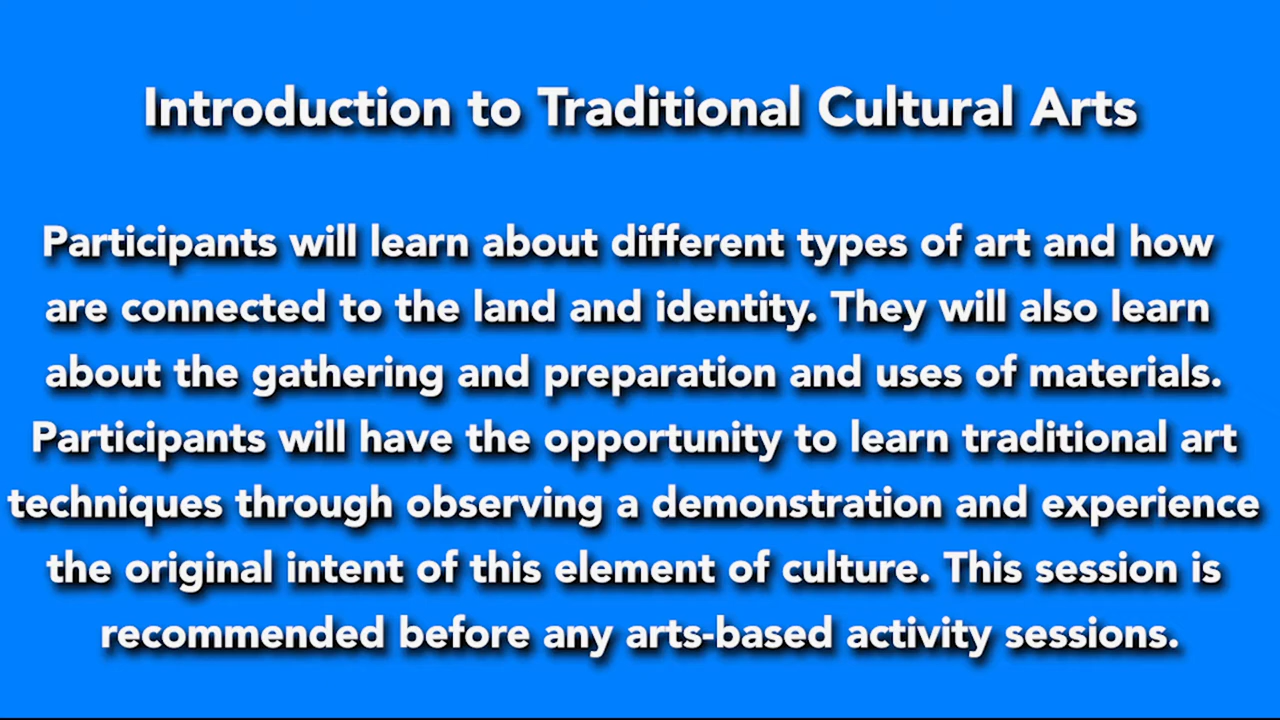 Introduction to Traditional Cultural Arts
Participants will learn about different types of art and how
are connected to the land and identity. They will also learn
about the gathering and preparation and uses of materials.
Participants will have the opportunity to learn traditional art
techniques through observing a demonstration and experience
the original intent of this element of culture. This session is
recommended before any arts-based activity sessions.